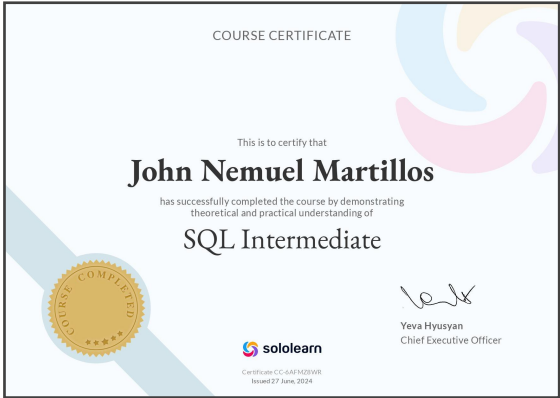 COURSE CERTIFICATE
This is to certify that
John Nemuel Martillos
has successfully completed the course by demonstrating
theoretical and practical understanding of
SQL Intermediate
COURSE COMPLETED
Yeva Hyusyan
Chief Executive Officer
sololearn
Certificate CC-6AFMZ8WR
Issued 27 June, 2024